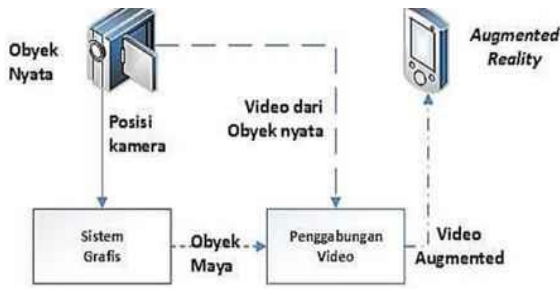 Obyek
Nyata
Augmented
Reality
Posisi
kamera
Video dari
Obyek nyata
Sistem
Grafis
Obyek
Maya
Penggabungan
Video
Video
Augmented